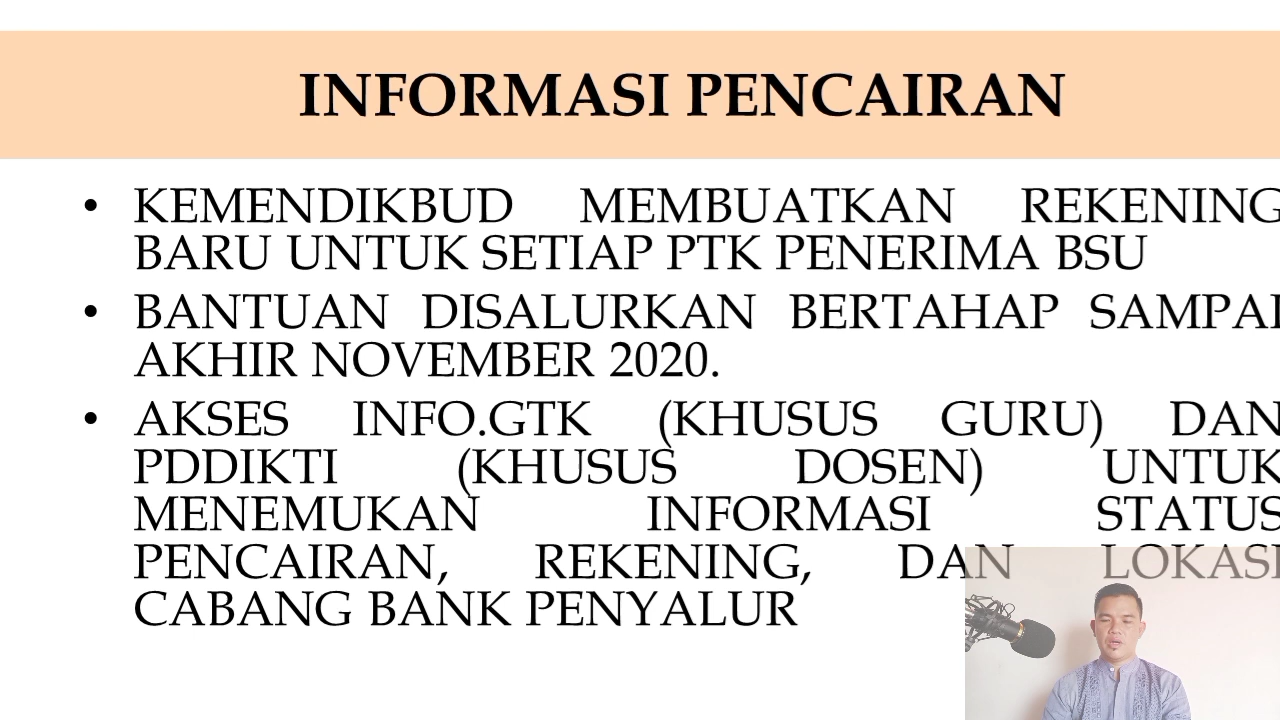 INFORMASI PENCAIRAN
• KEMENDIKBUD MEMBUATKAN REKENING
BARU UNTUK SETIAP PTK PENERIMA BSU
• BANTUAN DISALURKAN BERTAHAP SAMPAI
AKHIR NOVEMBER 2020.
• AKSES INFO.GTK (KHUSUS GURU) DAN
PDDIKTI (KHUSUS DOSEN) UNTUK
MENEMUKAN INFORMASI STATUS
PENCAIRAN, REKENING, DAN LOKASI
CABANG BANK PENYALUR